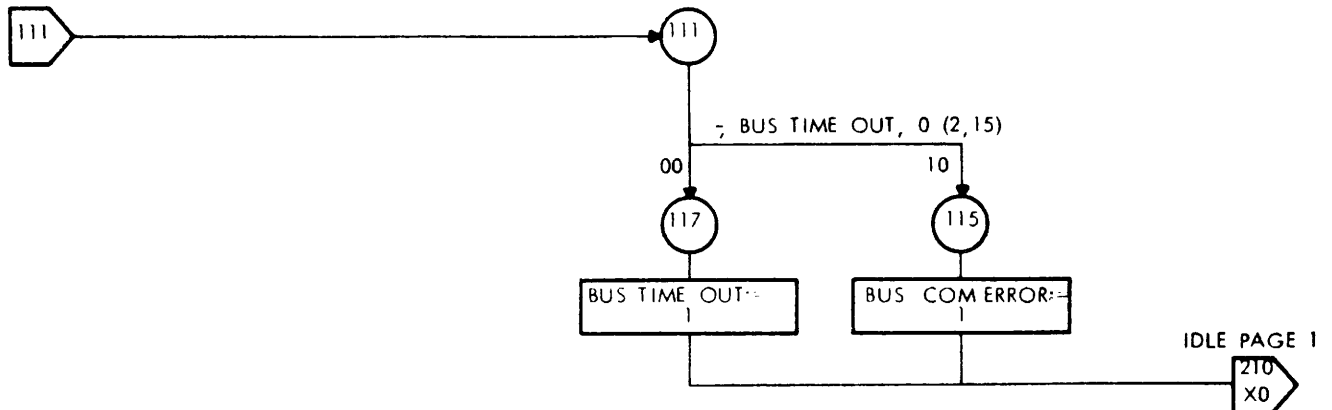 111
111
-, BUS TIME OUT, 0 (2,15)
00
10
117
115
BUS TIME OUT:=
1
BUS COM ERROR:=
1
IDLE PAGE 1
210
X0